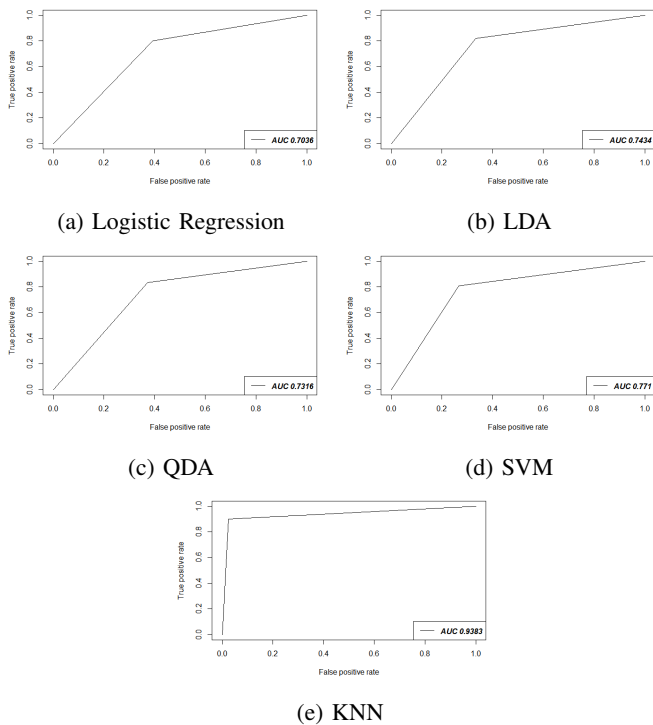 True positive rate
0.0 0.2 0.4 0.6 0.8 1.0
AUC 0.7036
0.0 0.2 0.4 0.6 0.8 1.0
False positive rate
(a) Logistic Regression
True positive rate
0.0 0.2 0.4 0.6 0.8 1.0
AUC 0.7434
0.0 0.2 0.4 0.6 0.8 1.0
False positive rate
(b) LDA
True positive rate
0.0 0.2 0.4 0.6 0.8 1.0
AUC 0.7316
0.0 0.2 0.4 0.6 0.8 1.0
False positive rate
(c) QDA
True positive rate
0.0 0.2 0.4 0.6 0.8 1.0
AUC 0.771
0.0 0.2 0.4 0.6 0.8 1.0
False positive rate
(d) SVM
True positive rate
0.0 0.2 0.4 0.6 0.8 1.0
AUC 0.9383
0.0 0.2 0.4 0.6 0.8 1.0
False positive rate
(e) KNN